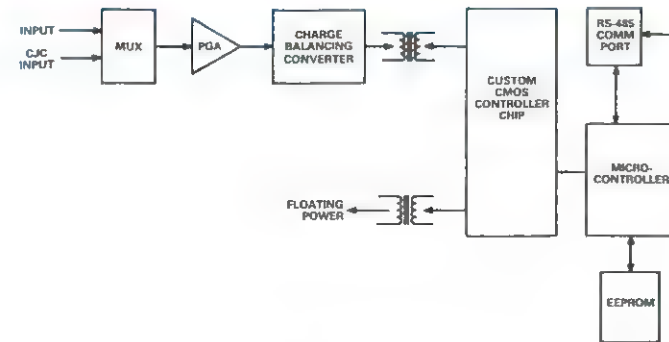 INPUT
CJC
INPUT
MUX
PGA
CHARGE
BALANCING
CONVERTER
CUSTOM
CMOS
CONTROLLER
CHIP
RS-485
COMM
PORT
FLOATING
POWER
MICRO-
CONTROLLER
EEPROM